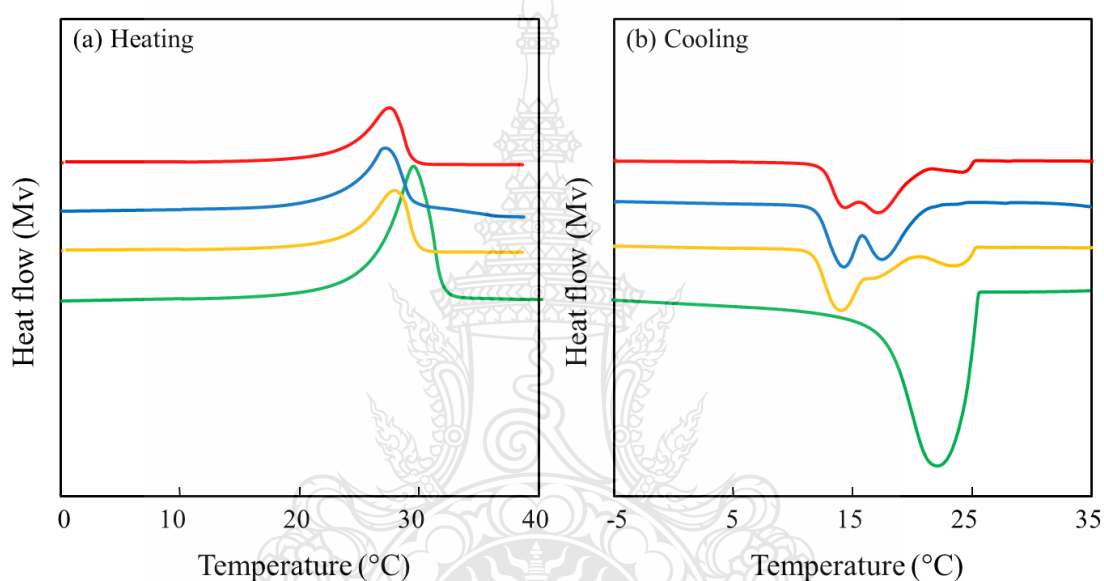 (a) Heating
(b) Cooling
Heat flow (Mv)
Heat flow (Mv)
0 10 20 30 40
-5 5 15 25 35
Temperature (°C)
Temperature (°C)